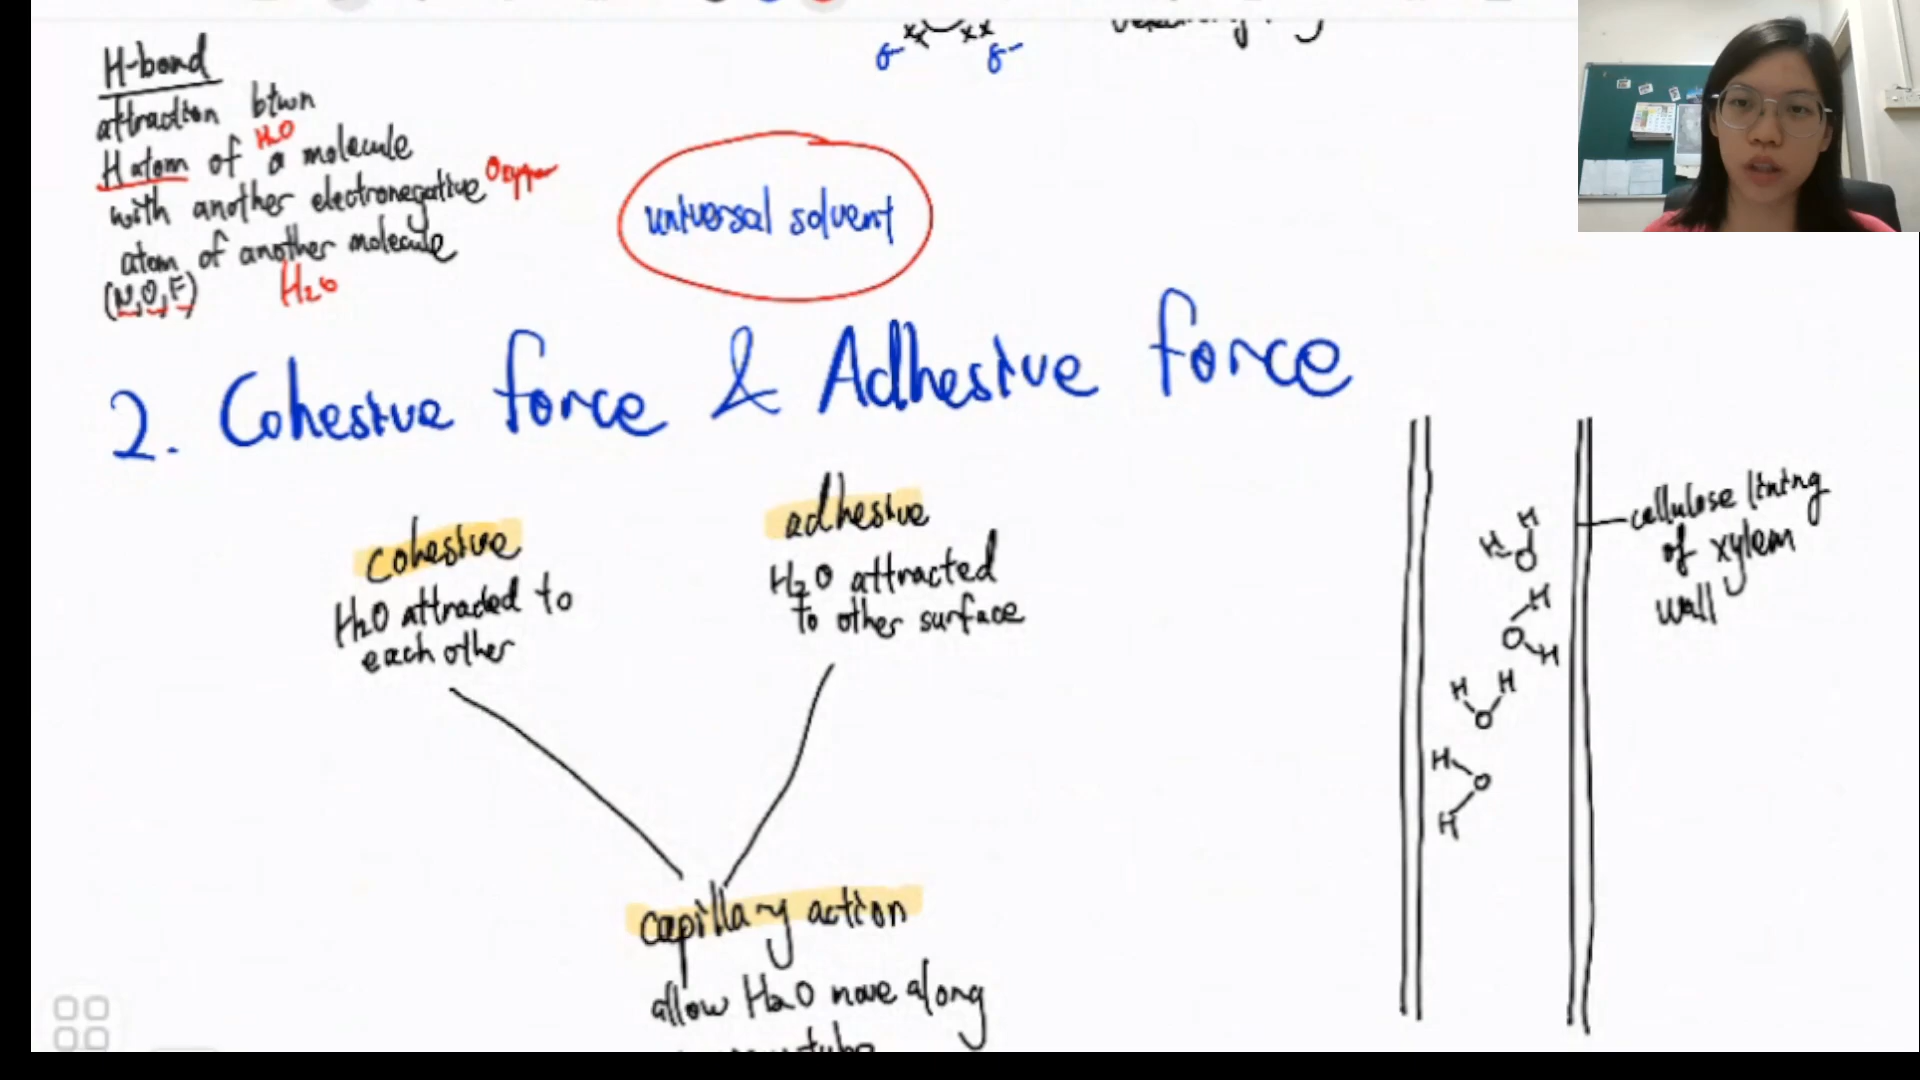 H-bond
attraction btwn
H atom of a molecule
H2O
with another electronegative
Oxygen
atom of another molecule
(N,O,F)
H2O
δ- δ-
universal solvent
2. Cohesive force & Adhesive force
cohesive
H2O attracted to
each other
adhesive
H2O attracted
to other surface
capillary action
allow H2O move along
cellulose lining
of xylem
wall
H
H O
H
O H
H H
O
H
O
H